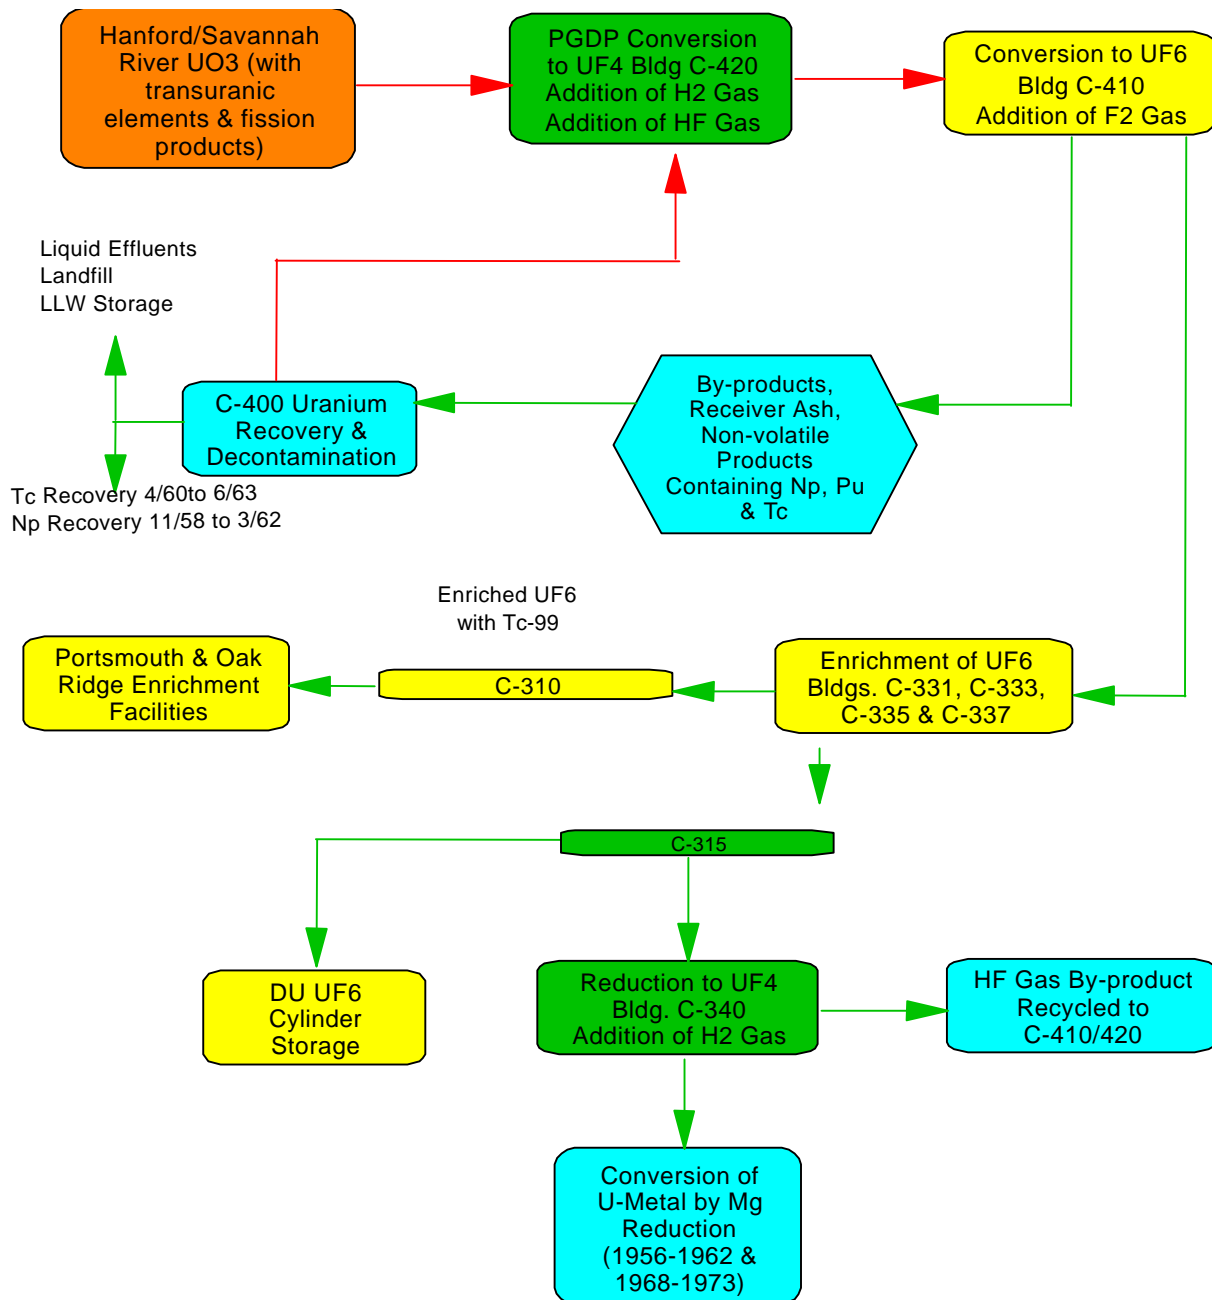 Hanford/Savannah
River UO3 (with
transuranic
elements & fission
products)
PGDP Conversion
to UF4 Bldg C-420
Addition of H2 Gas
Addition of HF Gas
Conversion to UF6
Bldg C-410
Addition of F2 Gas
Liquid Effluents
Landfill
LLW Storage
C-400 Uranium
Recovery &
Decontamination
By-products,
Receiver Ash,
Non-volatile
Products
Containing Np, Pu
& Tc
Tc Recovery 4/60to 6/63
Np Recovery 11/58 to 3/62
Enriched UF6
with Tc-99
Portsmouth & Oak
Ridge Enrichment
Facilities
C-310
Enrichment of UF6
Bldgs. C-331, C-333,
C-335 & C-337
C-315
DU UF6
Cylinder
Storage
Reduction to UF4
Bldg. C-340
Addition of H2 Gas
HF Gas By-product
Recycled to
C-410/420
Conversion of
U-Metal by Mg
Reduction
(1956-1962 &
1968-1973)